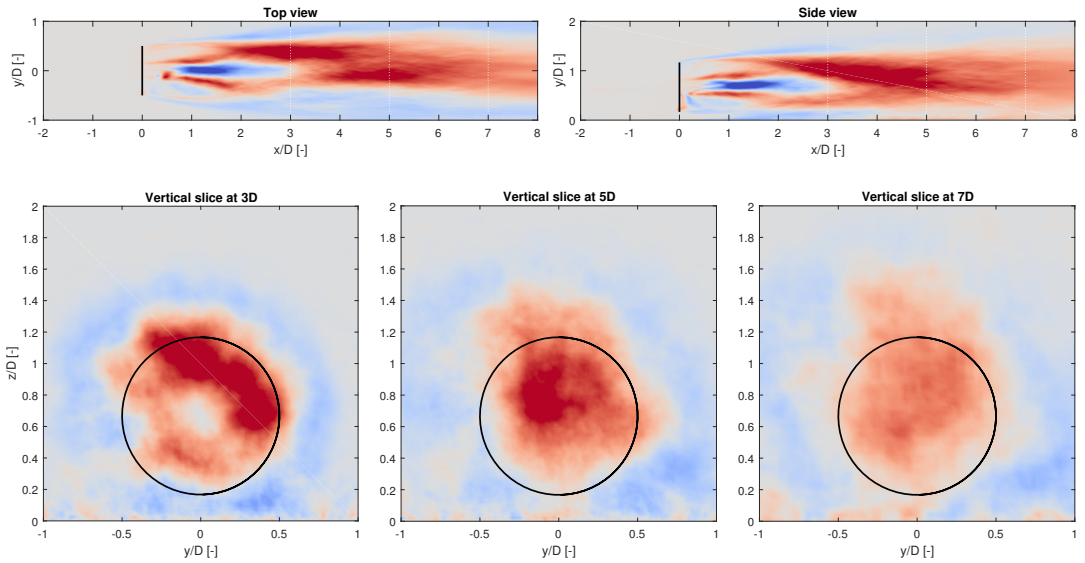 Top view
Side view
1
0
-1
y/D [-]
-2 -1 0 1 2 3 4 5 6 7 8
x/D [-]
2
1
0
y/D [-]
-2 -1 0 1 2 3 4 5 6 7 8
x/D [-]
Vertical slice at 3D
Vertical slice at 5D
Vertical slice at 7D
2
1.8
1.6
1.4
1.2
1
0.8
0.6
0.4
0.2
0
z/D [-]
-1 -0.5 0 0.5 1
y/D [-]
2
1.8
1.6
1.4
1.2
1
0.8
0.6
0.4
0.2
0
-1 -0.5 0 0.5 1
y/D [-]
2
1.8
1.6
1.4
1.2
1
0.8
0.6
0.4
0.2
0
-1 -0.5 0 0.5 1
y/D [-]